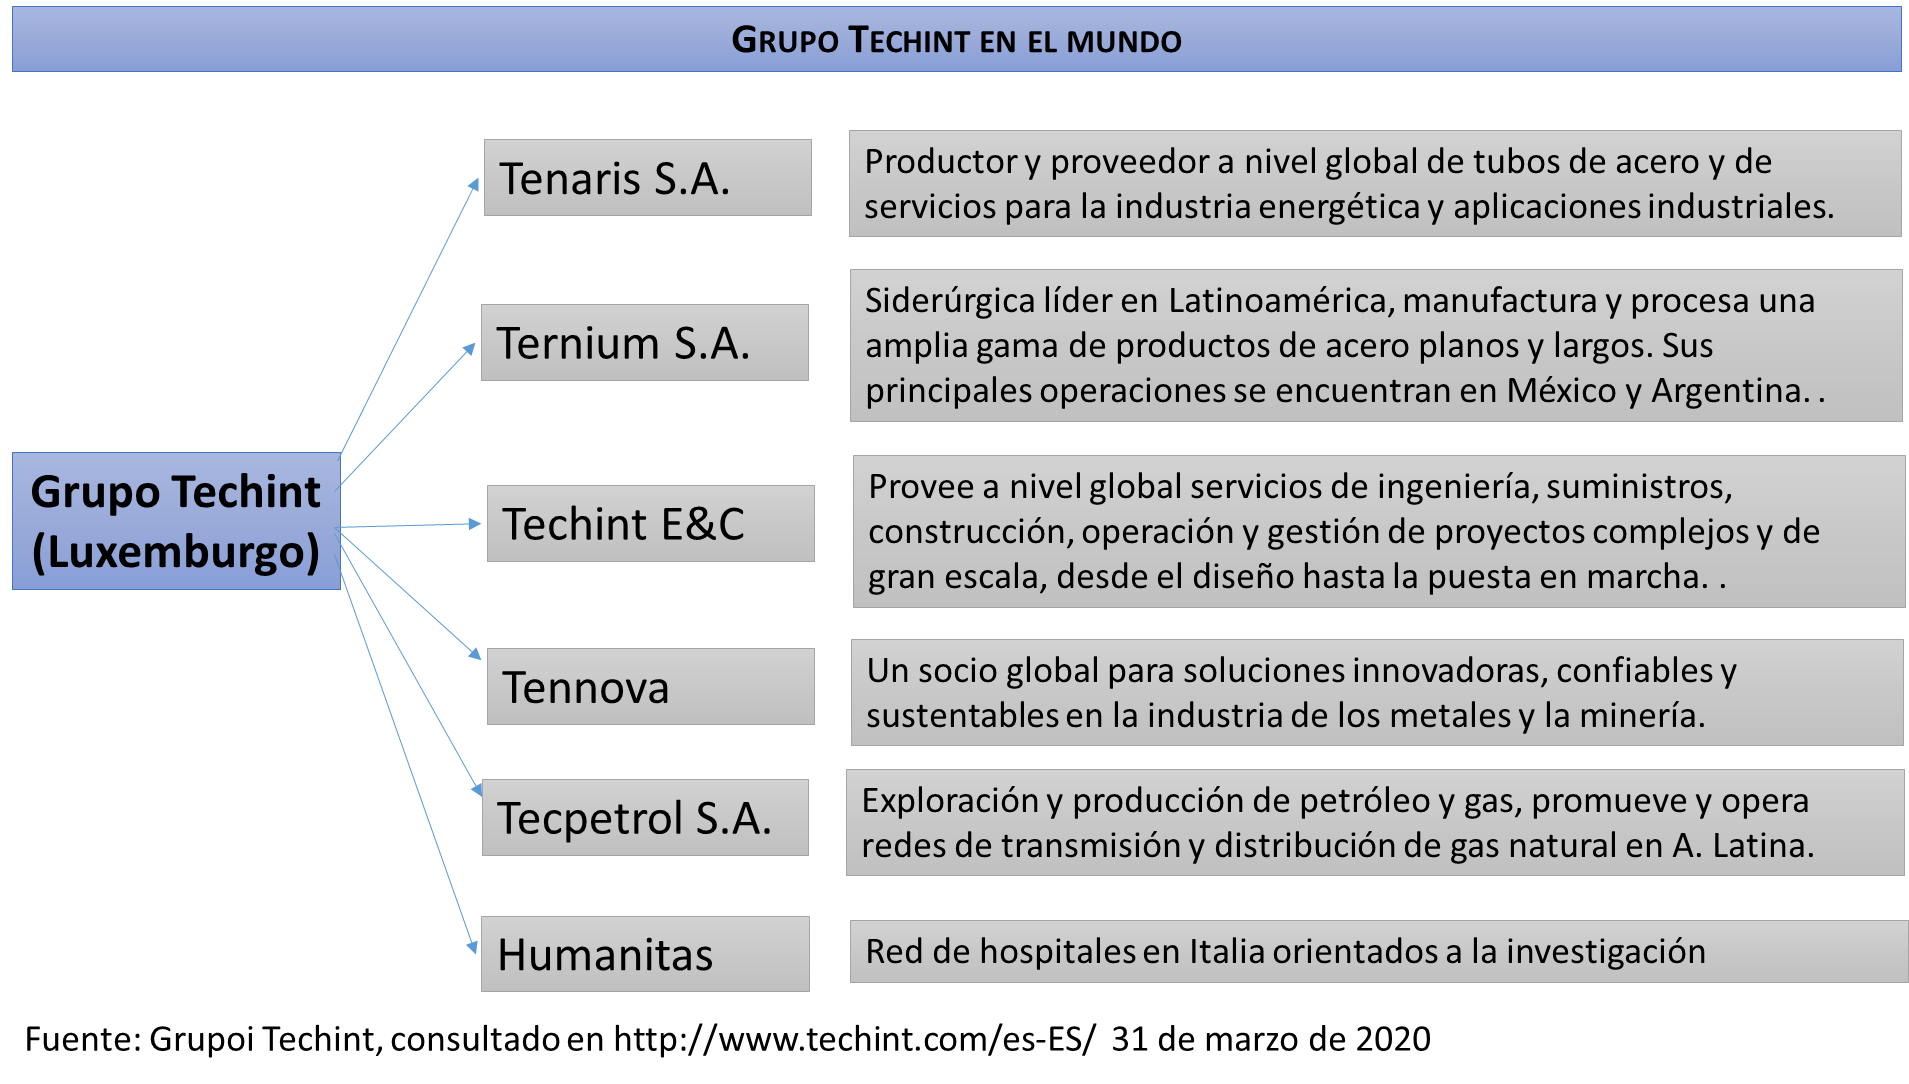 GRUPO TECHINT EN EL MUNDO
Tenaris S.A.
Productor y proveedor a nivel global de tubos de acero y de
servicios para la industria energética y aplicaciones industriales.
Ternium S.A.
Siderúrgica líder en Latinoamérica, manufactura y procesa una
amplia gama de productos de acero planos y largos. Sus
principales operaciones se encuentran en México y Argentina. .
Grupo Techint
(Luxemburgo)
Techint E&C
Provee a nivel global servicios de ingeniería, suministros,
construcción, operación y gestión de proyectos complejos y de
gran escala, desde el diseño hasta la puesta en marcha. .
Tennova
Un socio global para soluciones innovadoras, confiables y
sustentables en la industria de los metales y la minería.
Tecpetrol S.A.
Exploración y producción de petróleo y gas, promueve y opera
redes de transmisión y distribución de gas natural en A. Latina.
Humanitas
Red de hospitales en Italia orientados a la investigación
Fuente: Grupoi Techint, consultado en http://www.techint.com/es-ES/ 31 de marzo de 2020